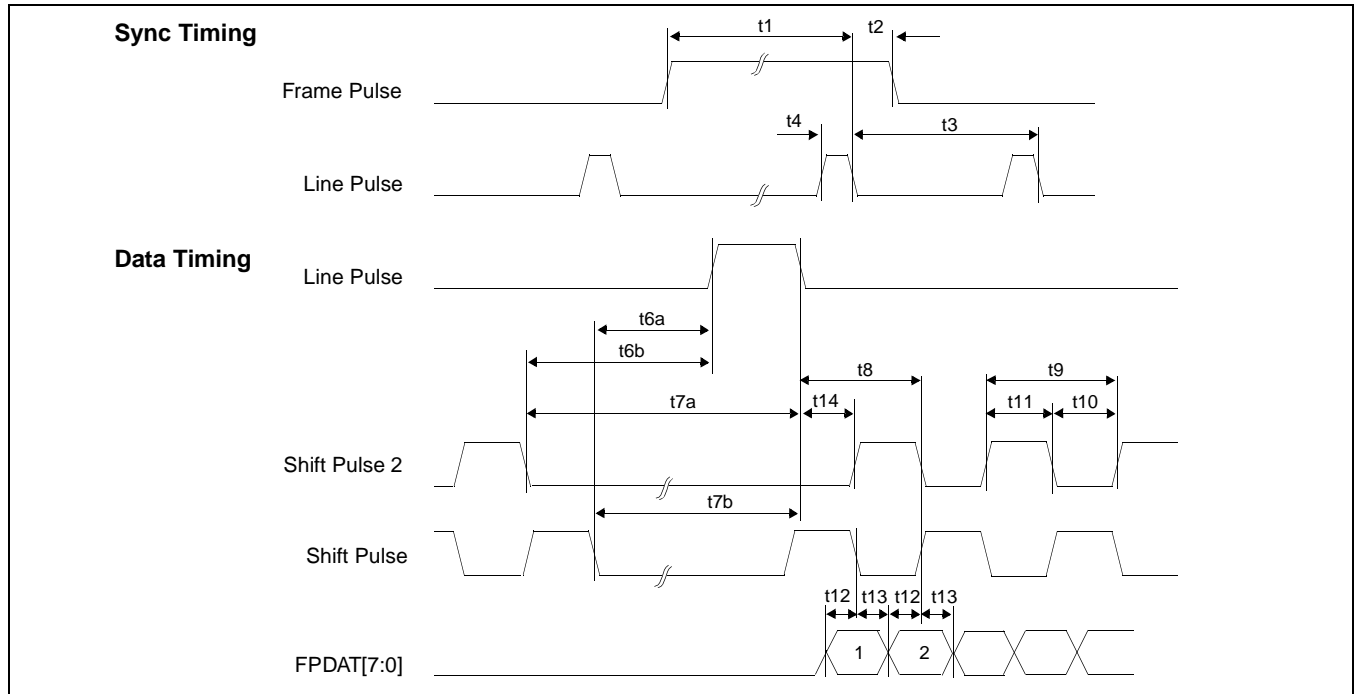 Sync Timing
t1
t2
Frame Pulse
t4
t3
Line Pulse
Data Timing
Line Pulse
t6a
t6b
t8
t9
t7a
t14
t11
t10
Shift Pulse 2
t7b
Shift Pulse
t12
t13
t12
t13
FPDAT[7:0]
1
2